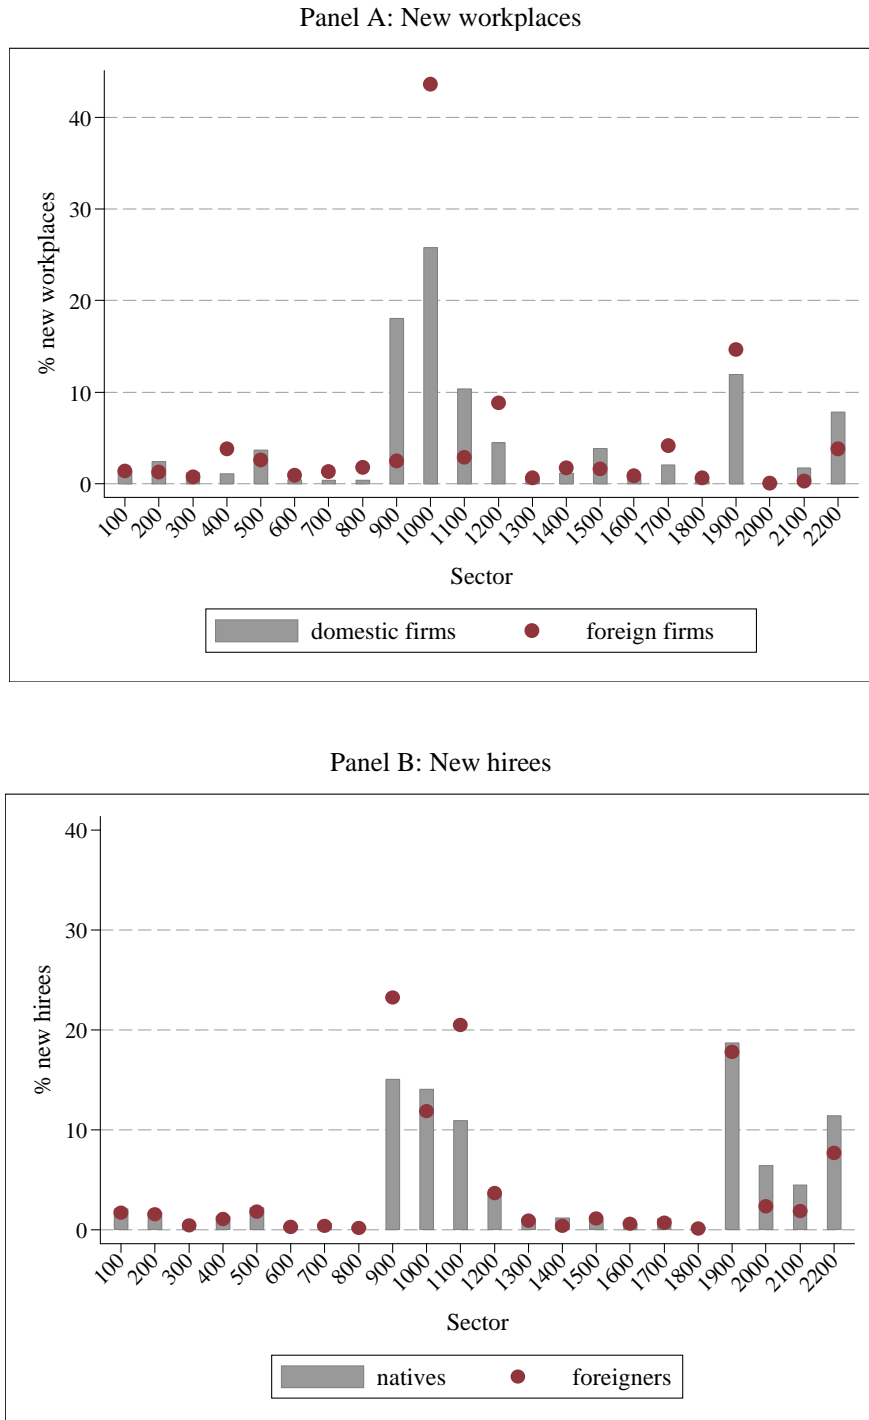 Panel A: New workplaces
40
30
20
10
0
% new workplaces
100 200 300 400 500 600 700 800 900 1000 1100 1200 1300 1400 1500 1600 1700 1800 1900 2000 2100 2200
Sector
domestic firms foreign firms
Panel B: New hirees
40
30
20
10
0
% new hirees
100 200 300 400 500 600 700 800 900 1000 1100 1200 1300 1400 1500 1600 1700 1800 1900 2000 2100 2200
Sector
natives foreigners